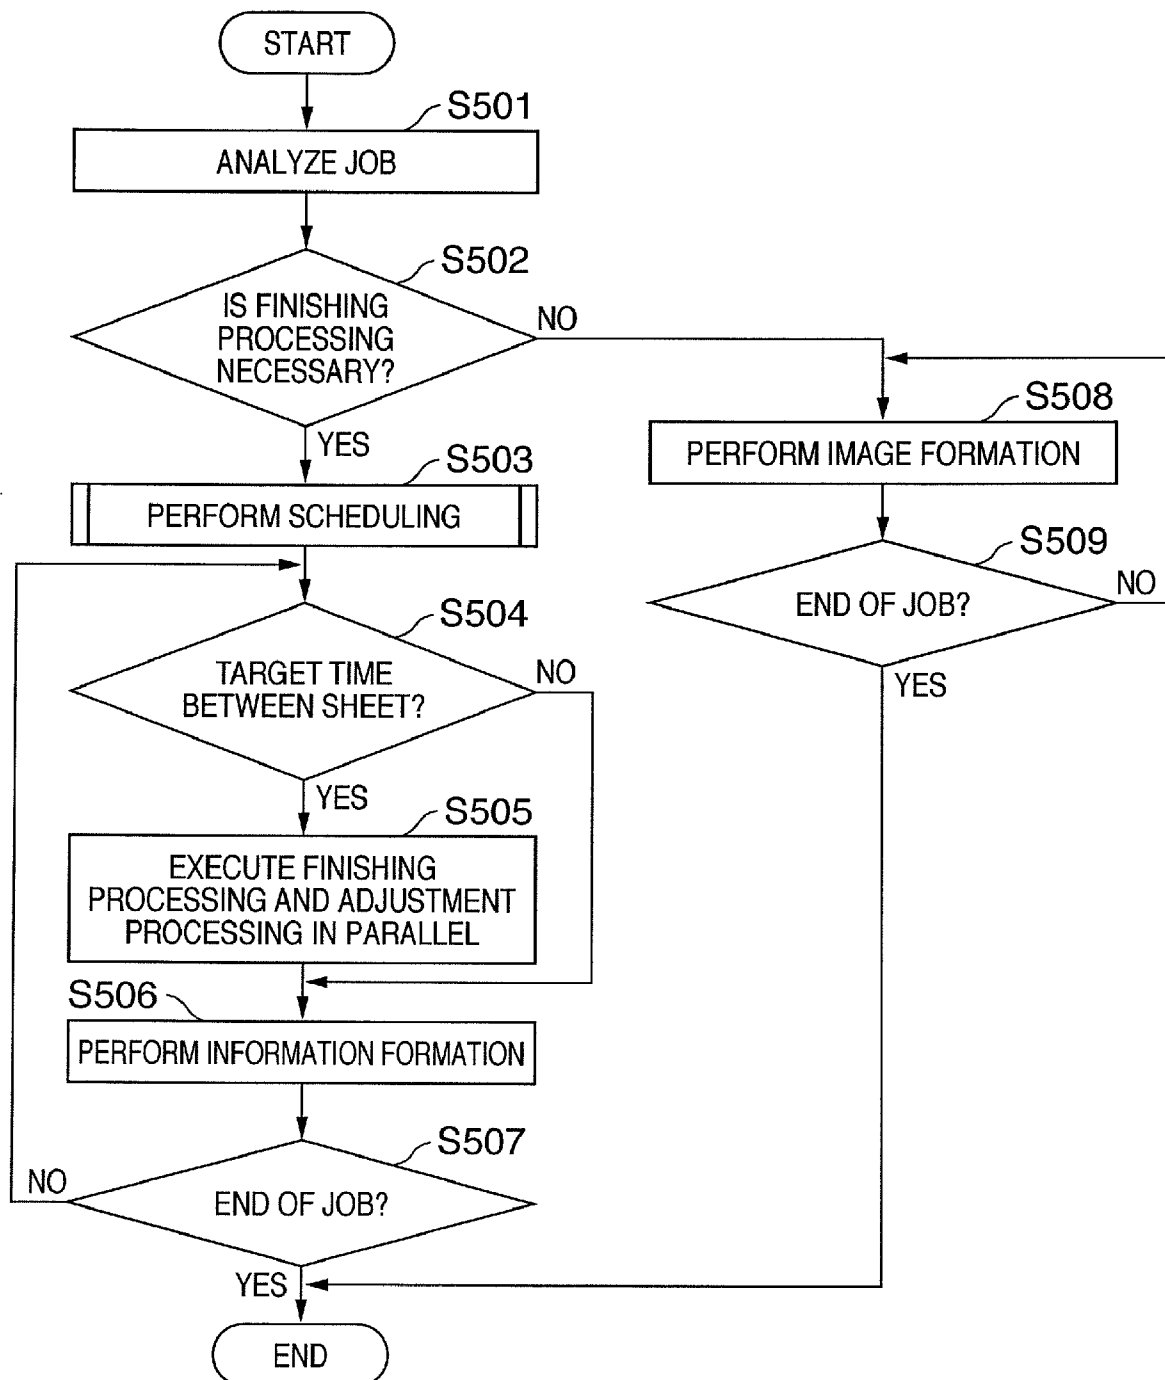 START
S501
ANALYZE JOB
S502
IS FINISHING
PROCESSING
NECESSARY?
NO
YES
S503
PERFORM SCHEDULING
S504
TARGET TIME
BETWEEN SHEET?
NO
YES
S505
EXECUTE FINISHING
PROCESSING AND ADJUSTMENT
PROCESSING IN PARALLEL
S506
PERFORM INFORMATION FORMATION
S507
END OF JOB?
NO
YES
S508
PERFORM IMAGE FORMATION
S509
END OF JOB?
NO
YES
END